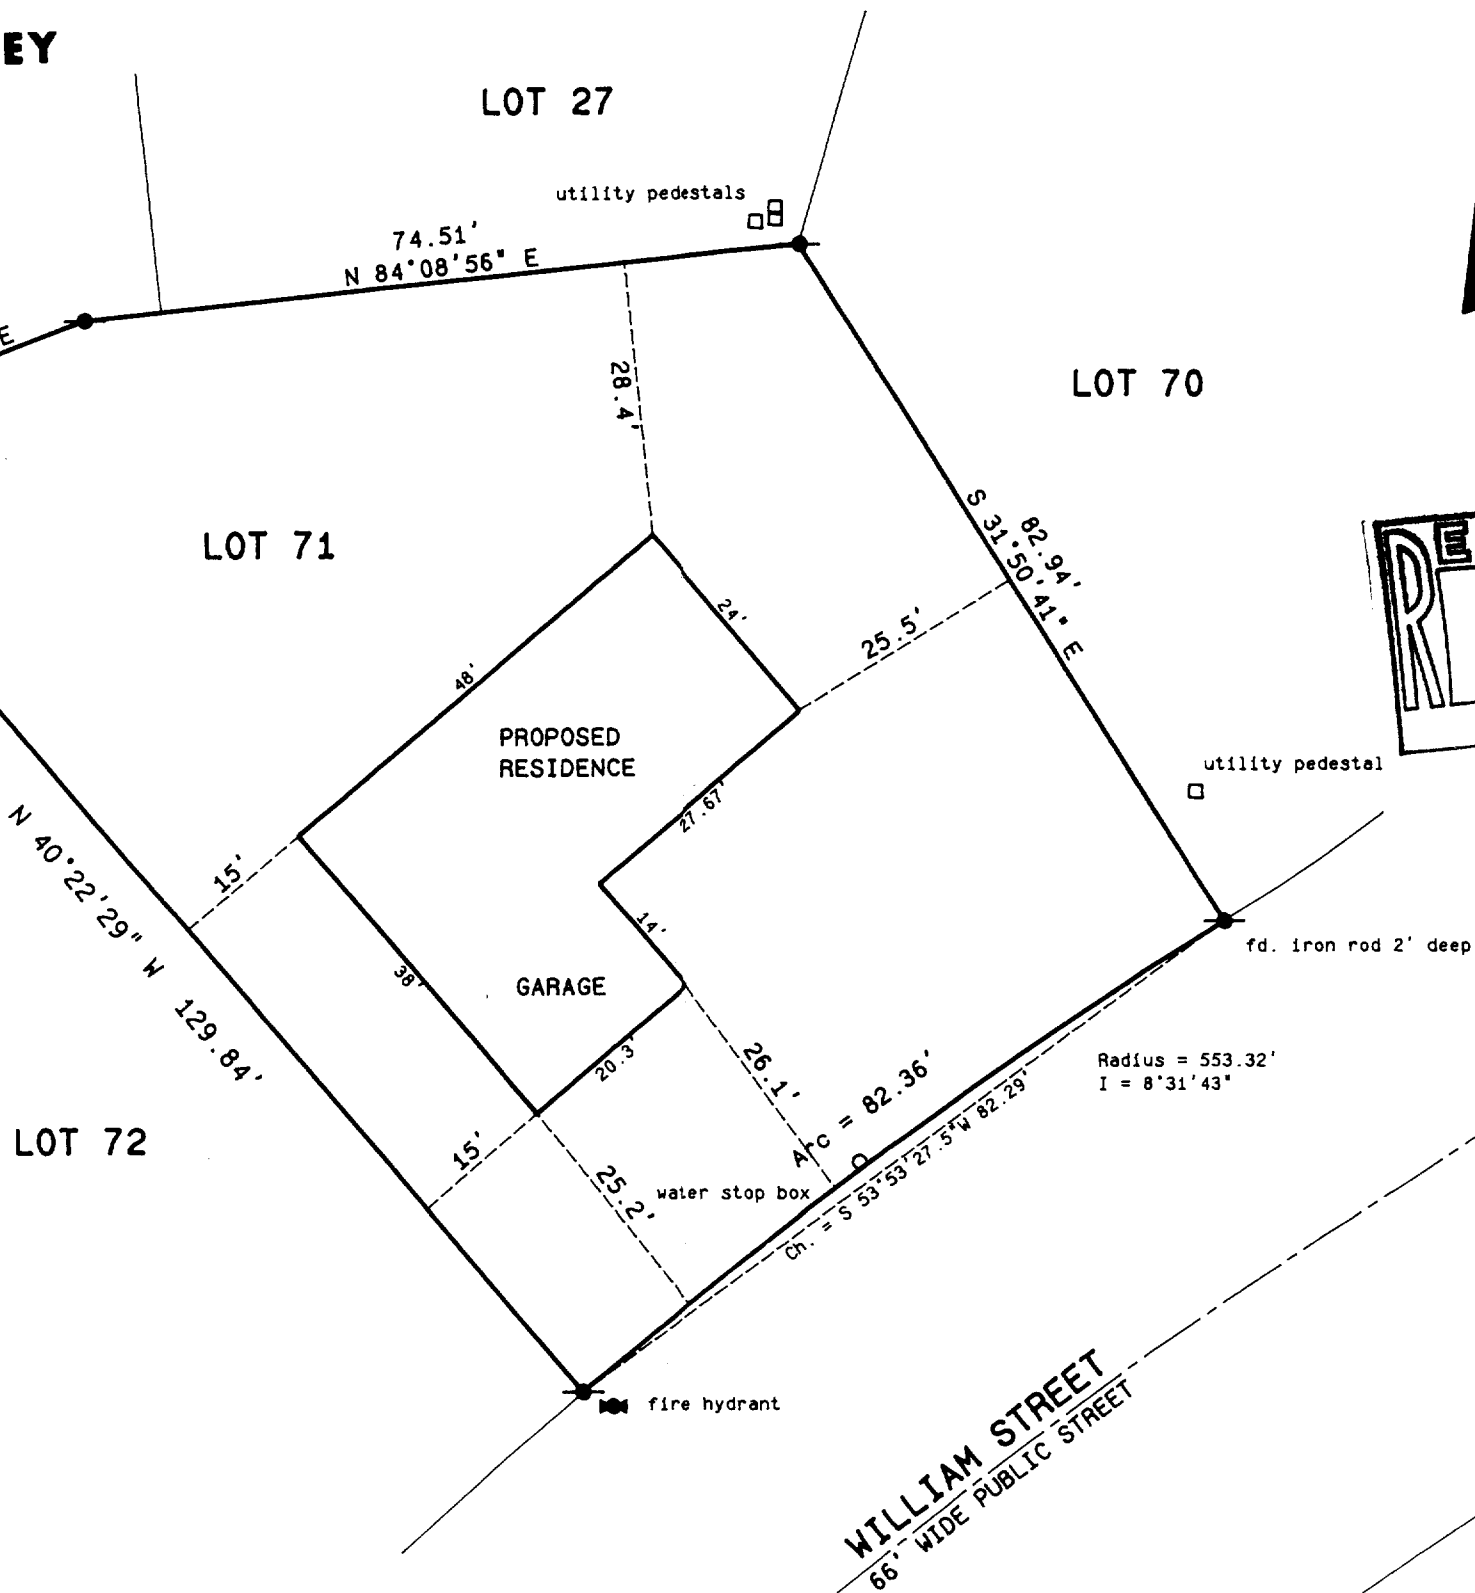 EY
LOT 27
utility pedestals
74.51'
N 84°08'56" E
E
28.4'
LOT 70
LOT 71
S 31°50'41" E
82.94'
RE
24'
25.5'
48'
PROPOSED
RESIDENCE
27.67'
utility pedestal
15'
N 40°22'29" W 129.84'
14'
38'
GARAGE
fd. iron rod 2' deep
20.3'
26.1'
Arc = 82.36'
Radius = 553.32'
I = 8°31'43"
LOT 72
15'
25.2'
water stop box
Ch. = S 53°53'27.5"W 82.29'
fire hydrant
WILLIAM STREET
66' WIDE PUBLIC STREET